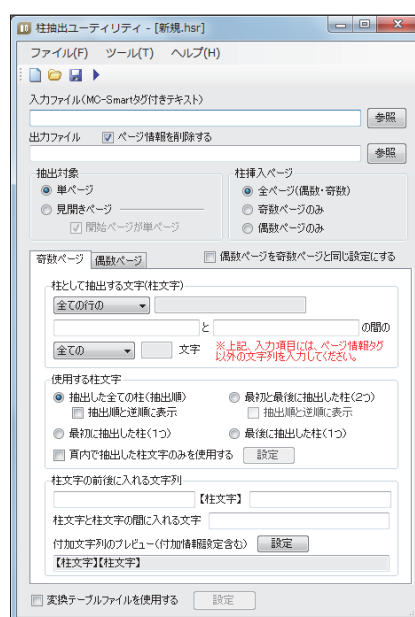 柱抽出ユーティリティ - [新規.hsr]
ファイル(F) ツール(T) ヘルプ(H)
入力ファイル(MC-Smartタグ付きテキスト)
参照
出力ファイル ページ情報を削除する
参照
抽出対象
単ページ
見開きページ
開始ページが単ページ
柱挿入ページ
全ページ(偶数・奇数)
奇数ページのみ
偶数ページのみ
奇数ページ 偶数ページ 偶数ページを奇数ページと同じ設定にする
柱として抽出する文字(柱文字)
全ての行の
と の間の
全ての 文字 ※上記、入力項目には、ページ情報タグ
以外の文字列を入力してください。
使用する柱文字
抽出した全ての柱(抽出順) 最初と最後に抽出した柱(2つ)
抽出順と逆順に表示 抽出順と逆順に表示
最初に抽出した柱(1つ) 最後に抽出した柱(1つ)
頁内で抽出した柱文字のみを使用する 設定
柱文字の前後に入れる文字列
【柱文字】
柱文字と柱文字の間に入れる文字
付加文字列のプレビュー(付加情報設定含む) 設定
【柱文字】【柱文字】
変換テーブルファイルを使用する 設定